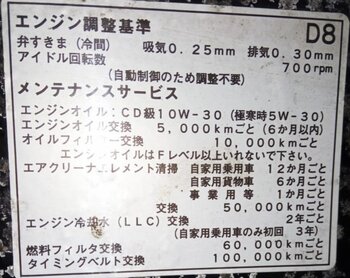 エンジン調整基準 D8
弁すきま（冷間） 吸気0.25mm 排気0.30mm
アイドル回転数 700rpm
（自動制御のため調整不要）
メンテナンスサービス
エンジンオイル：CD級10W-30（極寒時5W-30）
エンジンオイル交換 5,000kmごと（6か月以内）
オイルフィルター交換 10,000kmごと
エンジンオイルはFレベル以上いれないで下さい。
エアクリーナエレメント清掃 自家用乗用車 12か月ごと
自家用貨物車 6か月ごと
事業用等 1か月ごと
交換 50,000kmごと
エンジン冷却水（LLC）交換 2年ごと
（自家用乗用車のみ初回 3年）
燃料フィルタ交換 60,000kmごと
タイミングベルト交換 100,000kmごと